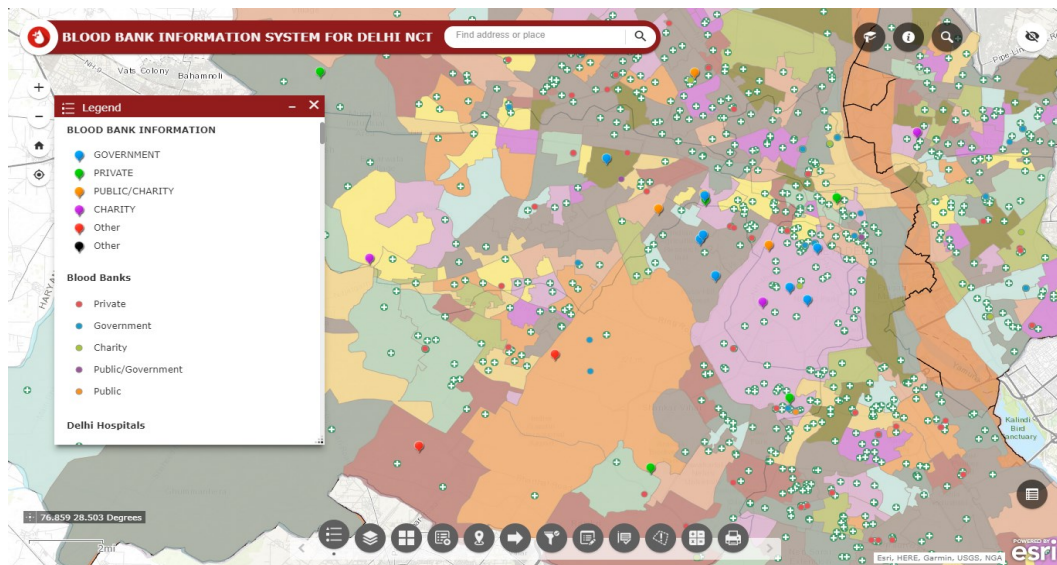 BLOOD BANK INFORMATION SYSTEM FOR DELHI NCT
Find address or place
Vats Colony
Bahamnoli
Legend
BLOOD BANK INFORMATION
GOVERNMENT
PRIVATE
PUBLIC/CHARITY
CHARITY
Other
Other
Blood Banks
Private
Government
Charity
Public/Government
Public
Delhi Hospitals
Kalindi
Bird
76.859 28.503 Degrees
2mi
Esri, HERE, Garmin, USGS, NGA
POWERED BY
esri